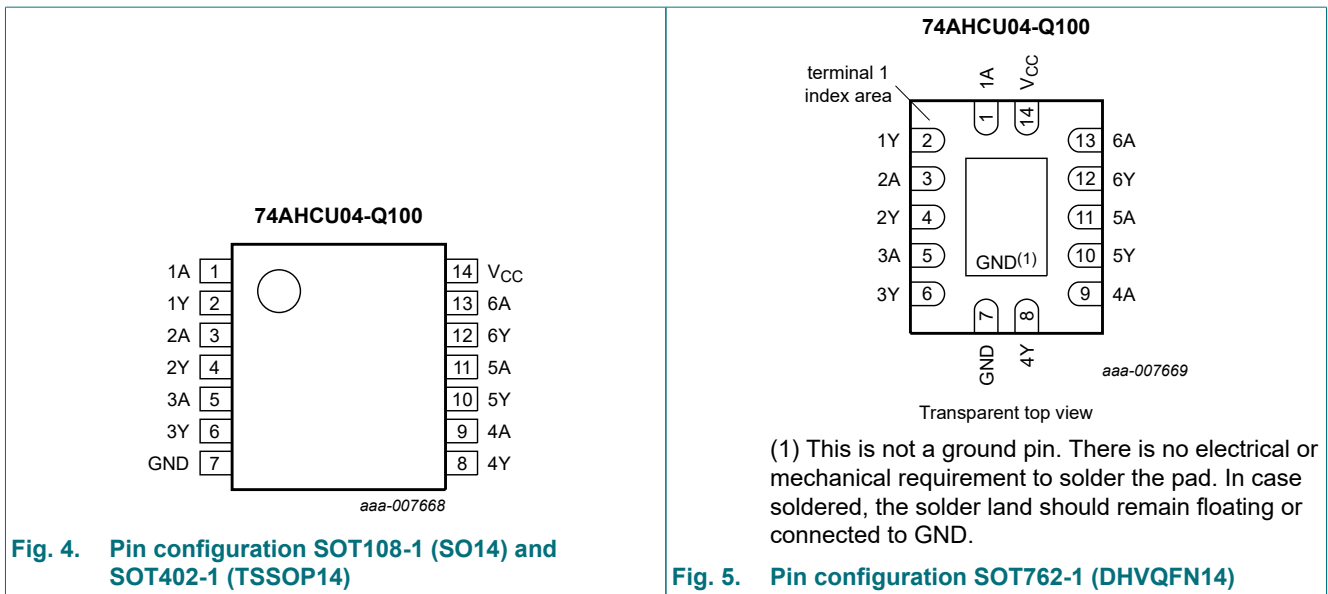 74AHCU04-Q100
1A 1
1Y 2
2A 3
2Y 4
3A 5
3Y 6
GND 7
14 VCC
13 6A
12 6Y
11 5A
10 5Y
9 4A
8 4Y
aaa-007668
Fig. 4. Pin configuration SOT108-1 (SO14) and
SOT402-1 (TSSOP14)
74AHCU04-Q100
terminal 1
index area
1A
VCC
1
14
1Y 2
2A 3
2Y 4
3A 5
3Y 6
13 6A
12 6Y
11 5A
10 5Y
9 4A
GND(1)
7
8
GND
4Y
aaa-007669
Transparent top view
(1) This is not a ground pin. There is no electrical or
mechanical requirement to solder the pad. In case
soldered, the solder land should remain floating or
connected to GND.
Fig. 5. Pin configuration SOT762-1 (DHVQFN14)